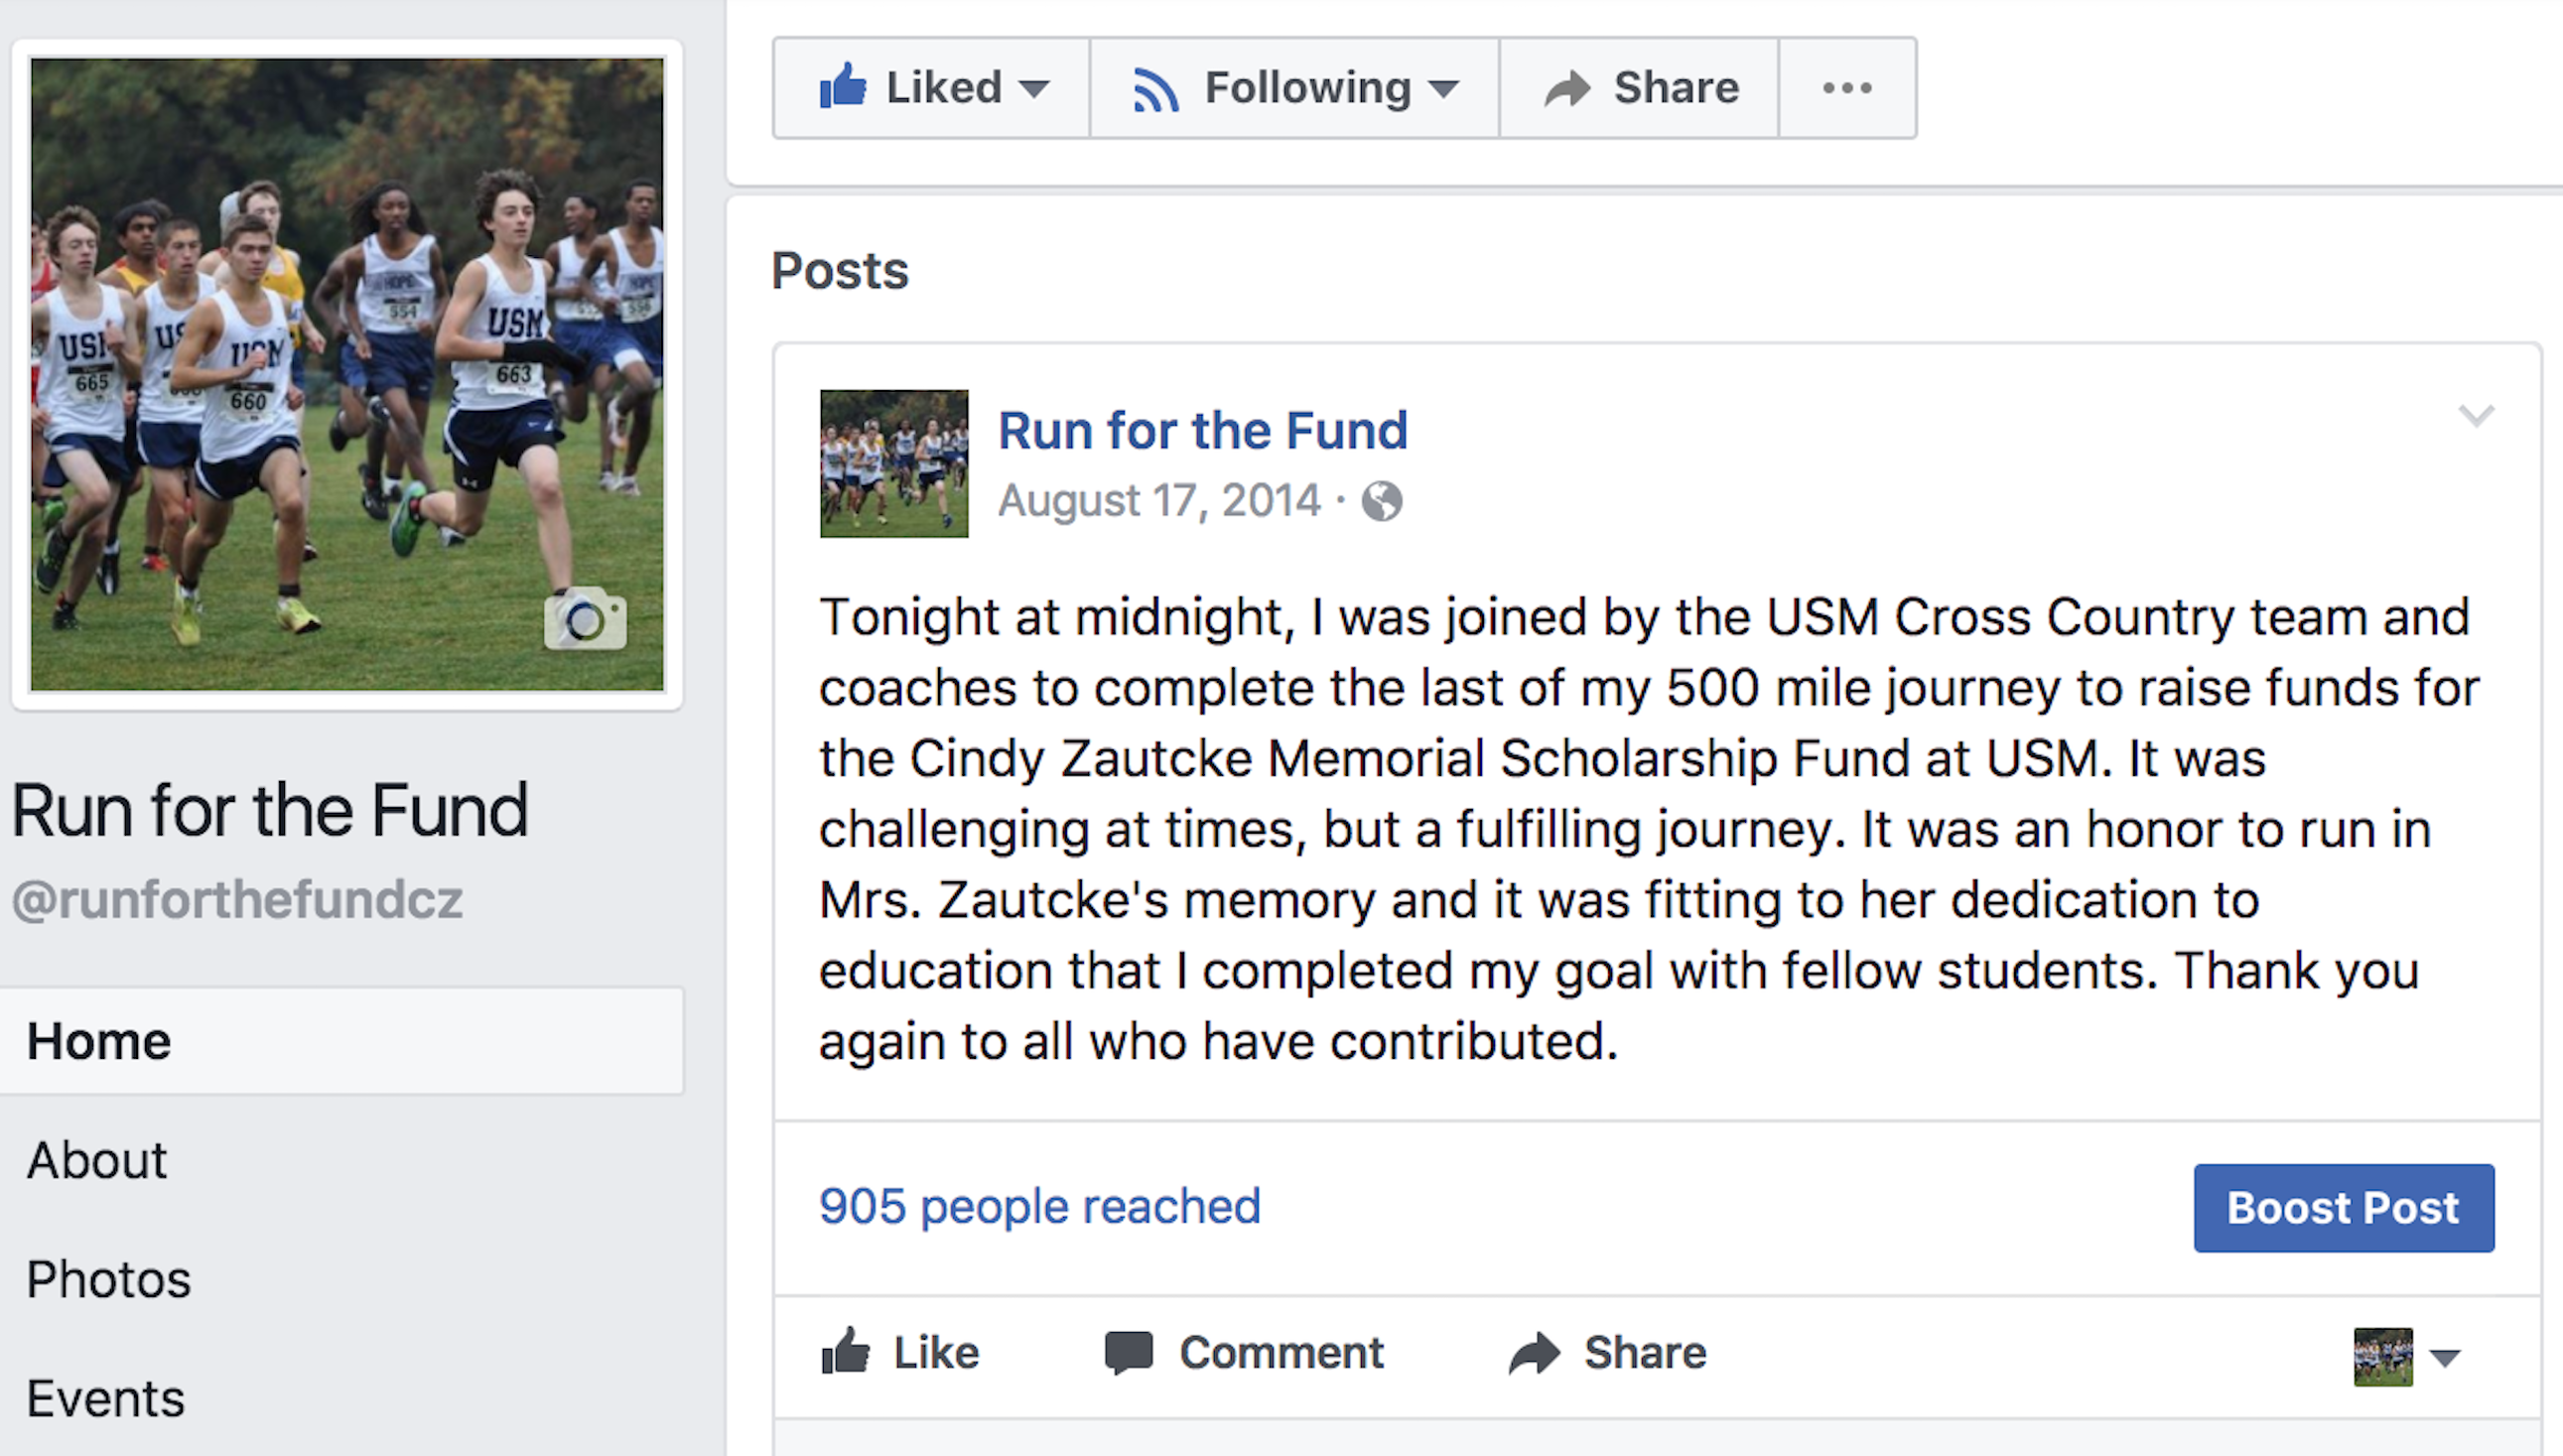 Liked
Following
Share
Posts
HOPE
554
HOPE
556
USM
665
US
USM
660
USM
663
Run for the Fund
@runforthefundcz
Home
About
Photos
Events
Run for the Fund
August 17, 2014 ·
Tonight at midnight, I was joined by the USM Cross Country team and
coaches to complete the last of my 500 mile journey to raise funds for
the Cindy Zautcke Memorial Scholarship Fund at USM. It was
challenging at times, but a fulfilling journey. It was an honor to run in
Mrs. Zautcke's memory and it was fitting to her dedication to
education that I completed my goal with fellow students. Thank you
again to all who have contributed.
905 people reached
Boost Post
Like
Comment
Share